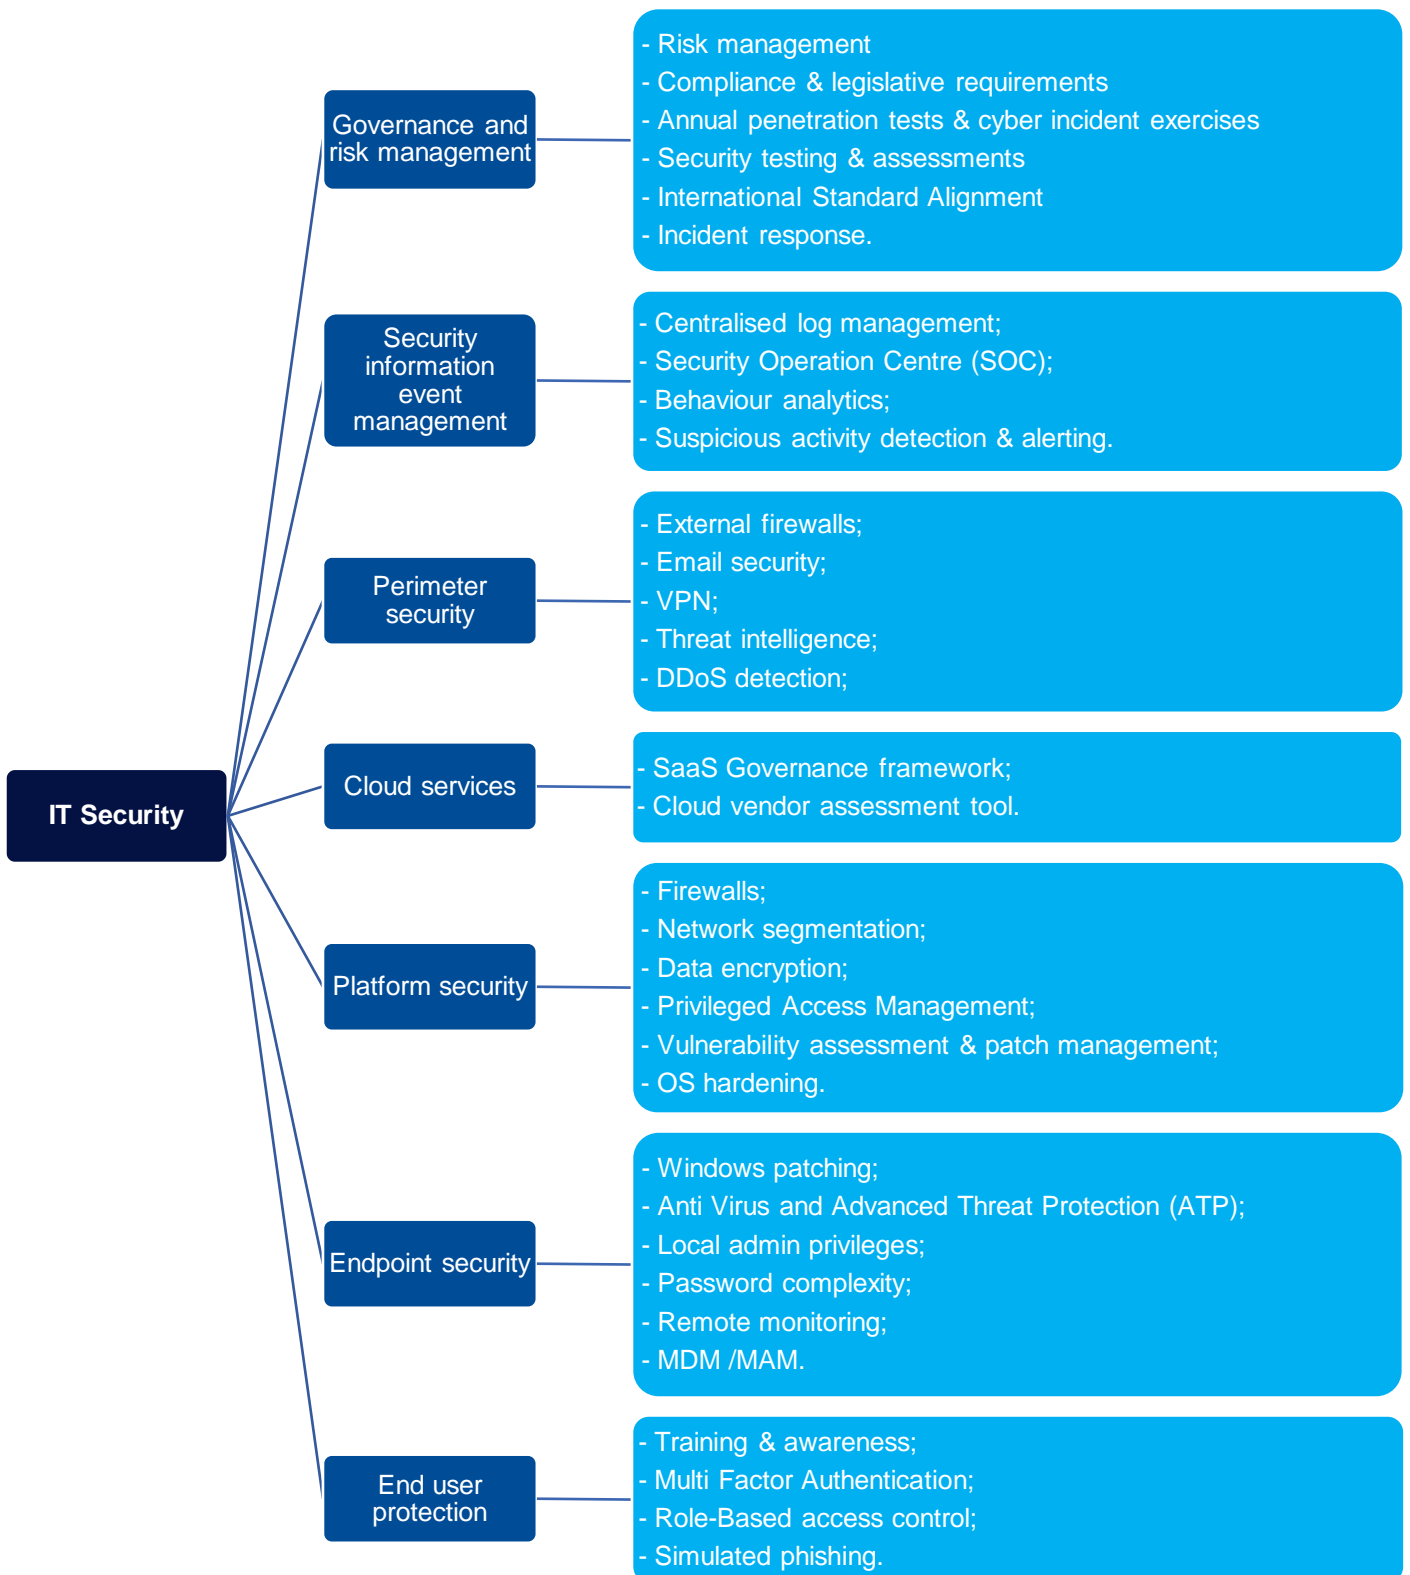 IT Security
Governance and
risk management
- Risk management
- Compliance & legislative requirements
- Annual penetration tests & cyber incident exercises
- Security testing & assessments
- International Standard Alignment
- Incident response.
Security
information
event
management
- Centralised log management;
- Security Operation Centre (SOC);
- Behaviour analytics;
- Suspicious activity detection & alerting.
Perimeter
security
- External firewalls;
- Email security;
- VPN;
- Threat intelligence;
- DDoS detection;
Cloud services
- SaaS Governance framework;
- Cloud vendor assessment tool.
Platform security
- Firewalls;
- Network segmentation;
- Data encryption;
- Privileged Access Management;
- Vulnerability assessment & patch management;
- OS hardening.
Endpoint security
- Windows patching;
- Anti Virus and Advanced Threat Protection (ATP);
- Local admin privileges;
- Password complexity;
- Remote monitoring;
- MDM /MAM.
End user
protection
- Training & awareness;
- Multi Factor Authentication;
- Role-Based access control;
- Simulated phishing.